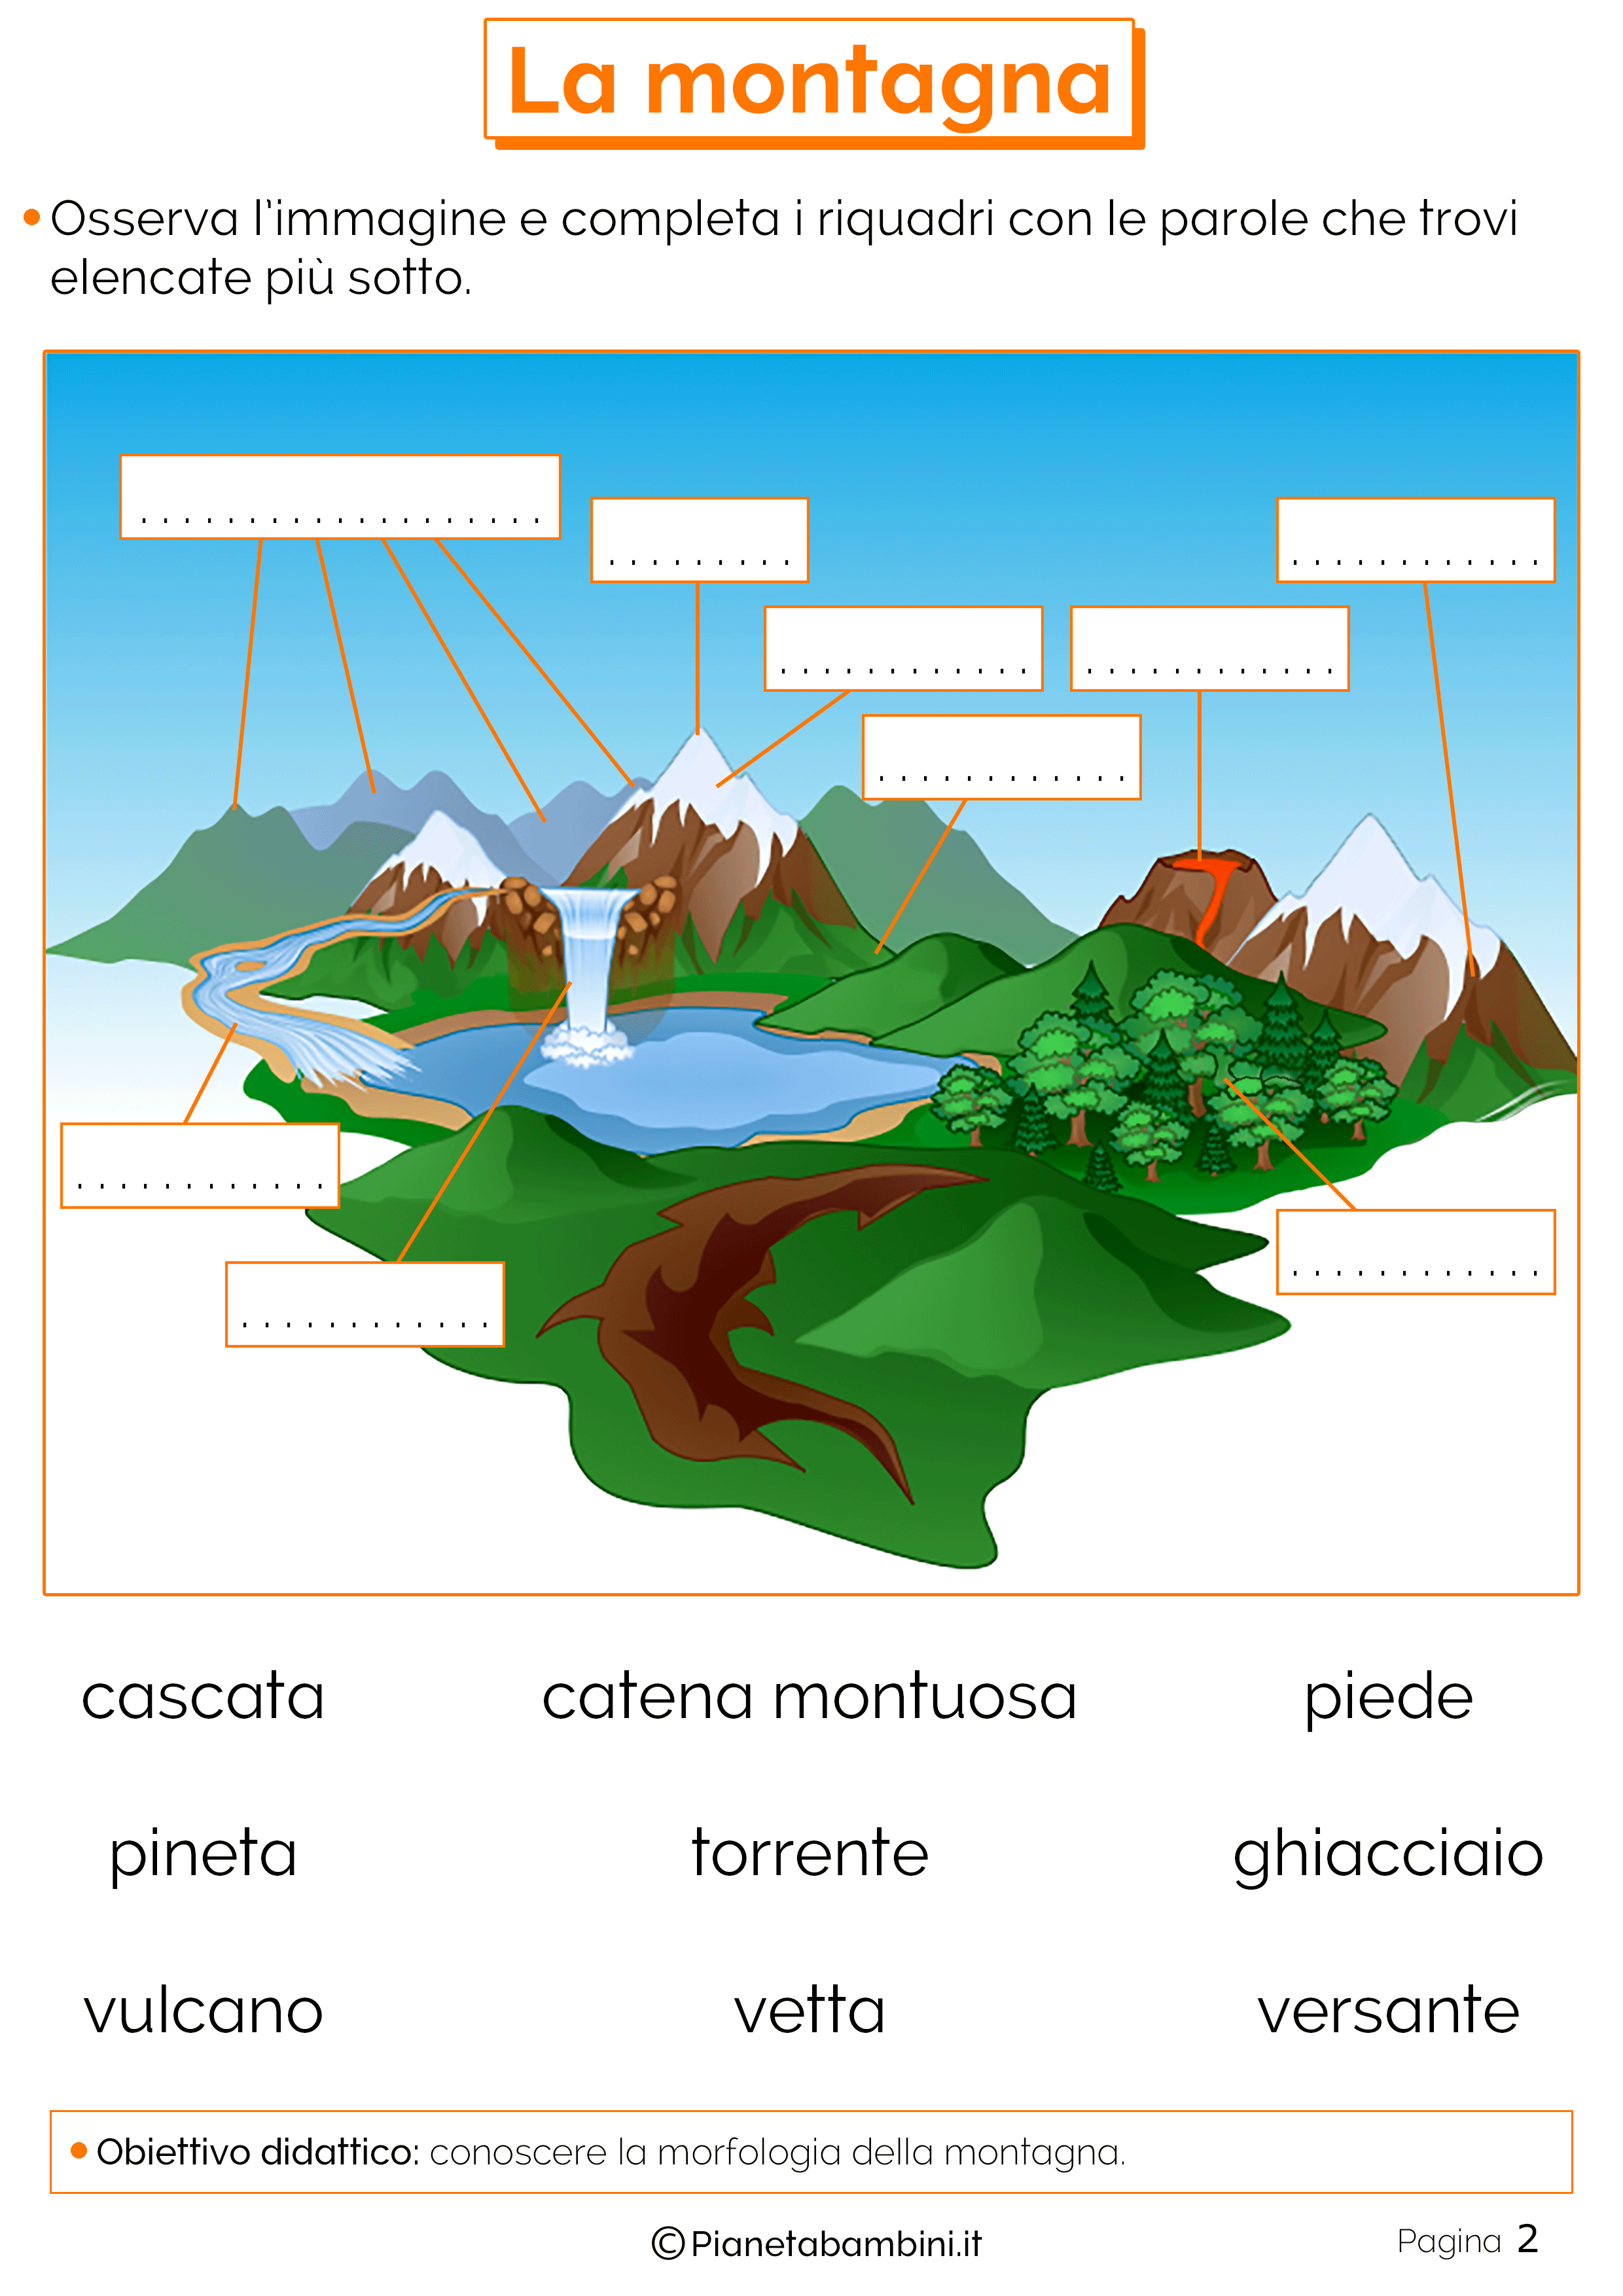 La montagna
Osserva l'immagine e completa i riquadri con le parole che trovi
elencate più sotto.
cascata catena montuosa piede
pineta torrente ghiacciaio
vulcano vetta versante
Obiettivo didattico: conoscere la morfologia della montagna.
©Pianetabambini.it
Pagina 2